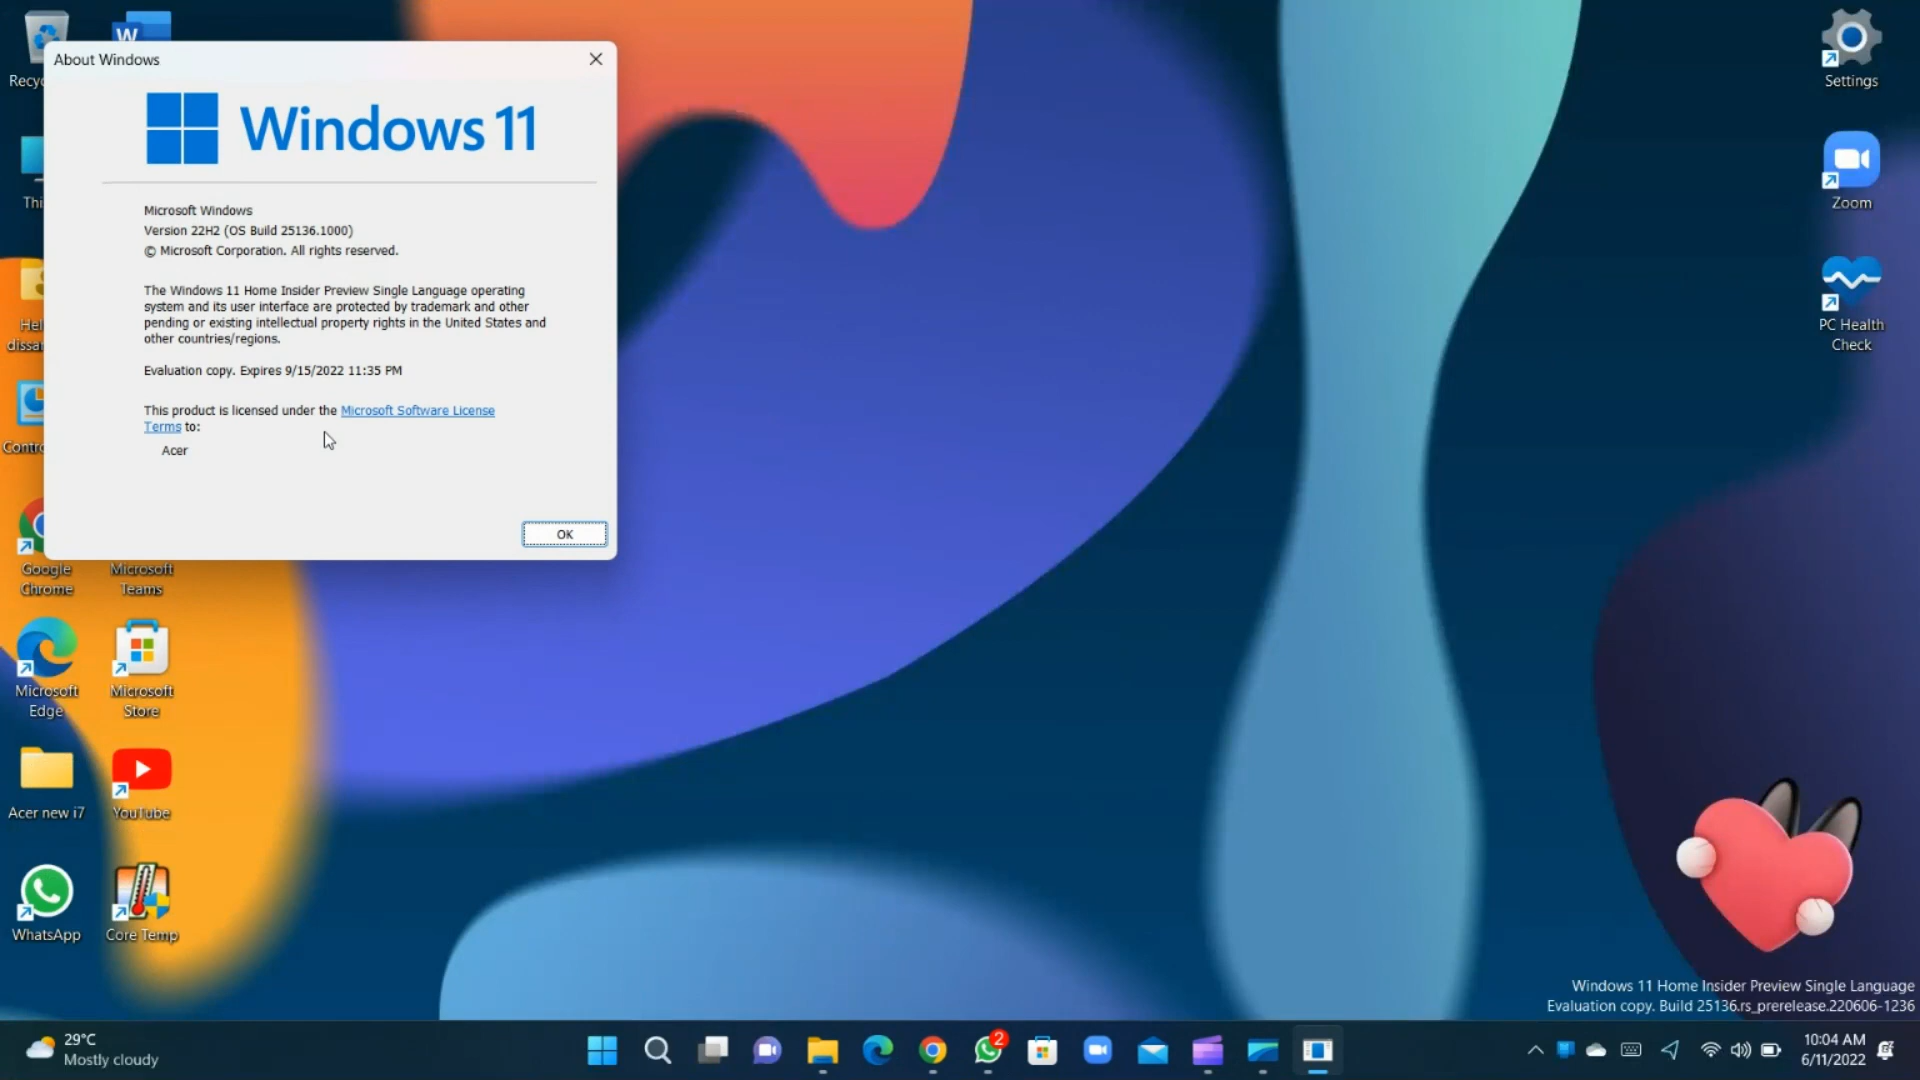 About Windows
Windows 11
Microsoft Windows
Version 22H2 (OS Build 25136.1000)
© Microsoft Corporation. All rights reserved.
The Windows 11 Home Insider Preview Single Language operating
system and its user interface are protected by trademark and other
pending or existing intellectual property rights in the United States and
other countries/regions.
Evaluation copy. Expires 9/15/2022 11:35 PM
This product is licensed under the Microsoft Software License
Terms to:
Acer
OK
W
Google
Chrome
Microsoft
Teams
Microsoft
Edge
Microsoft
Store
Acer new i7
YouTube
WhatsApp
Core Temp
Settings
Zoom
PC Health
Check
Windows 11 Home Insider Preview Single Language
Evaluation copy. Build 25136.rs_prerelease.220606-1236
29°C
Mostly cloudy
2
10:04 AM
6/11/2022